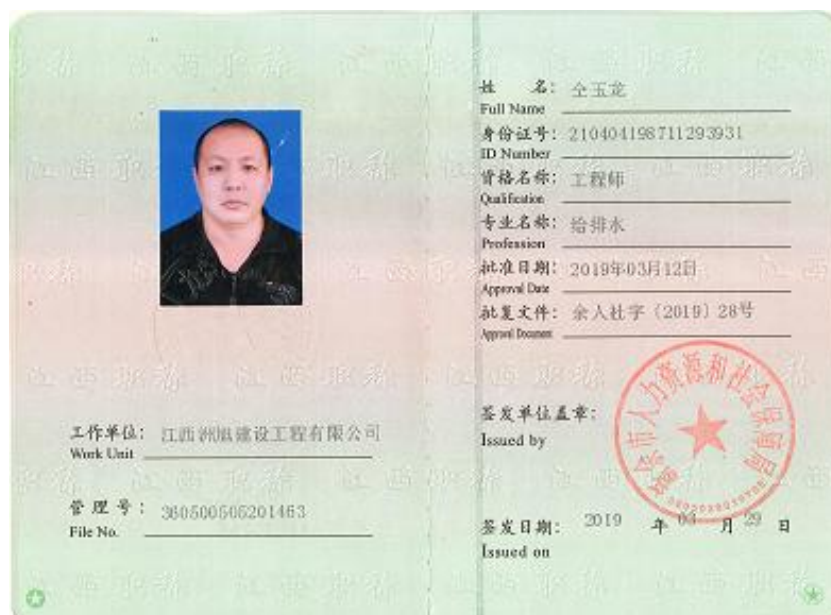 工作单位: 江西洲旭建设工程有限公司
Work Unit
管理号: 360500505201463
File No.
姓名: 仝玉龙
Full Name
身份证号: 210404198711293931
ID Number
资格名称: 工程师
Qualification
专业名称: 给排水
Profession
批准日期: 2019年03月12日
Approval Date
批复文件: 余人社字〔2019〕28号
Approval Document
签发单位盖章:
Issued by
新余市人力资源和社会保障局
签发日期: 2019 年 03 月 29 日
Issued on